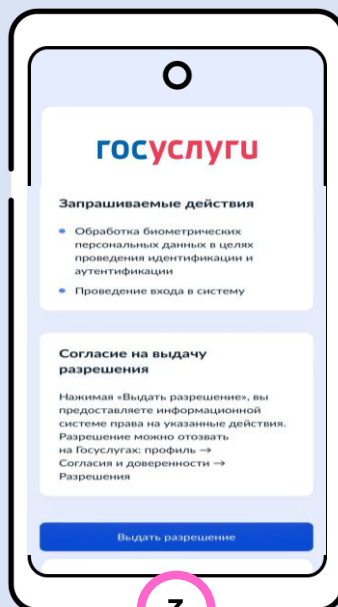 госуслуги
Запрашиваемые действия
Обработка биометрических
персональных данных в целях
проведения идентификации и
аутентификации
Проведение входа в систему
Согласие на выдачу
разрешения
Нажимая «Выдать разрешение», вы
предоставляете информационной
системе права на указанные действия.
Разрешение можно отозвать
на Госуслугах: профиль →
Согласия и доверенности →
Разрешения
Выдать разрешение